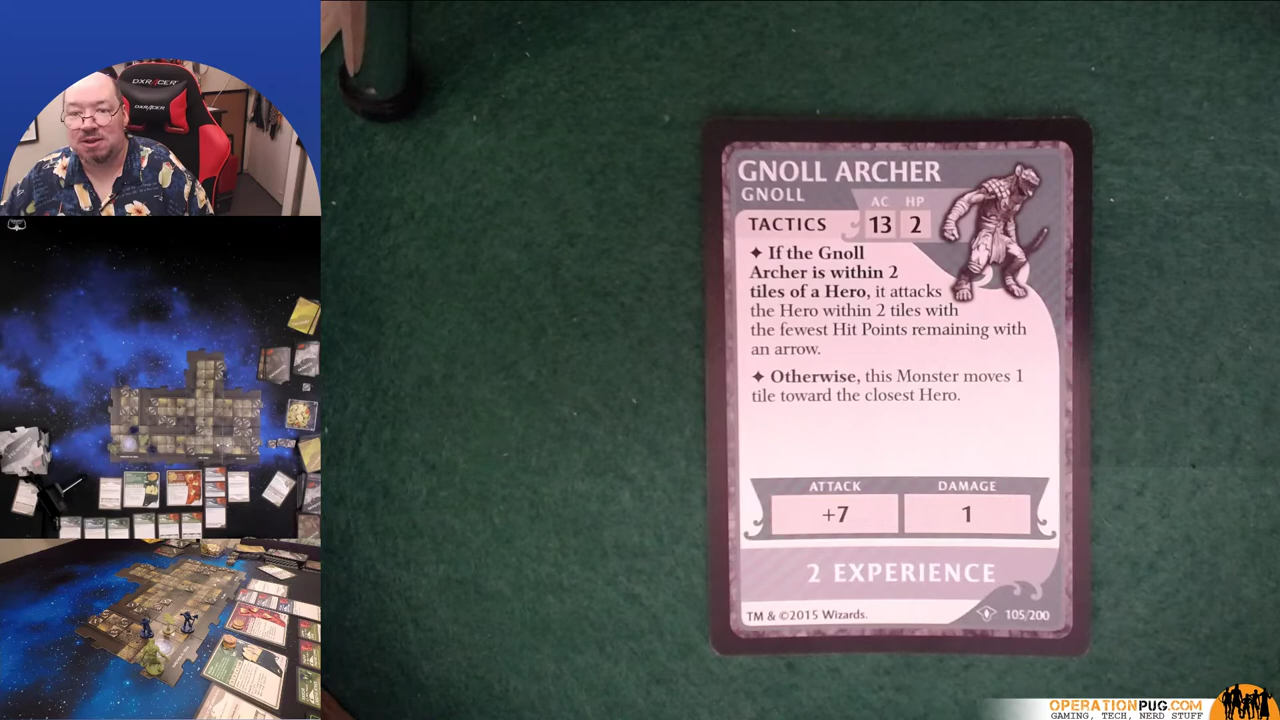 DXRACER
DXRACER
GNOLL ARCHER
GNOLL
AC HP
TACTICS 13 2
✦ If the Gnoll
Archer is within 2
tiles of a Hero, it attacks
the Hero within 2 tiles with
the fewest Hit Points remaining with
an arrow.
✦ Otherwise, this Monster moves 1
tile toward the closest Hero.
ATTACK DAMAGE
+7 1
2 EXPERIENCE
TM & ©2015 Wizards. 105/200
OPERATIONPUG.COM
GAMING, TECH, NERD STUFF